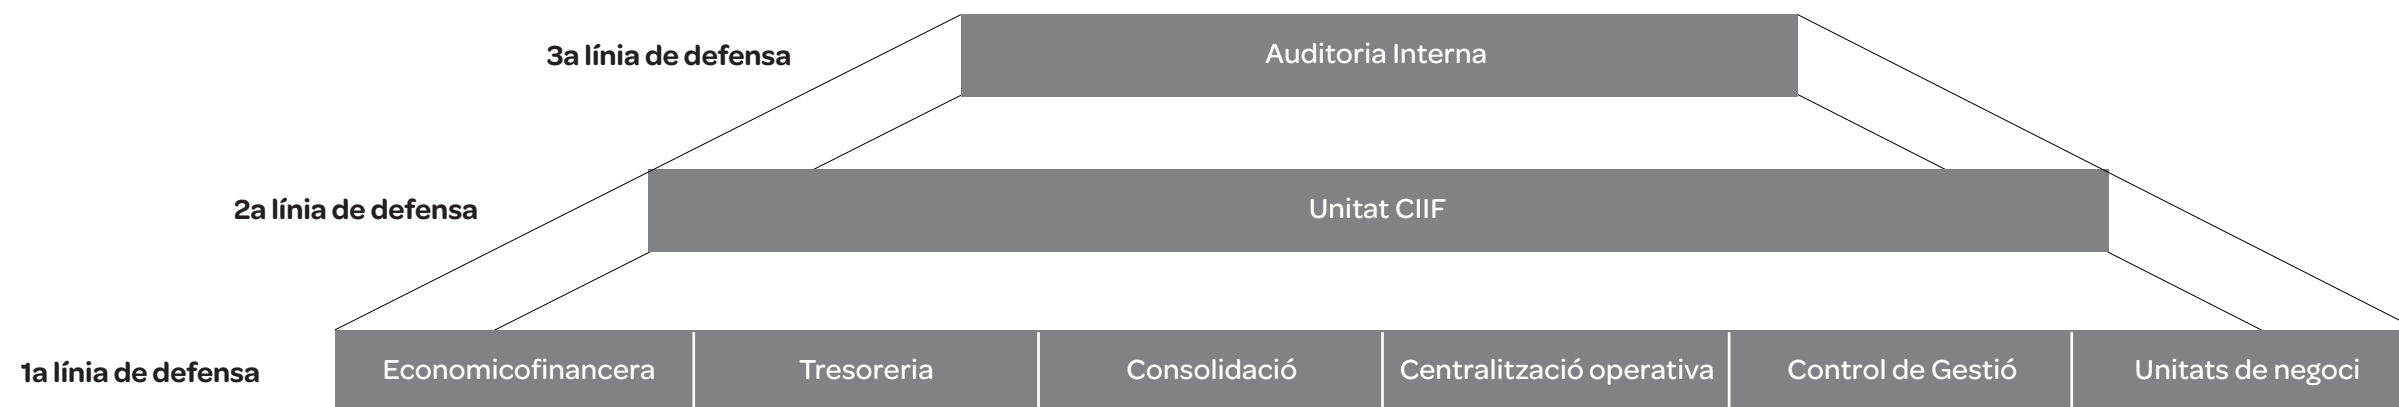 3a línia de defensa
Auditoria Interna
2a línia de defensa
Unitat CIIF
1a línia de defensa
Economicofinancera
Tresoreria
Consolidació
Centralització operativa
Control de Gestió
Unitats de negoci